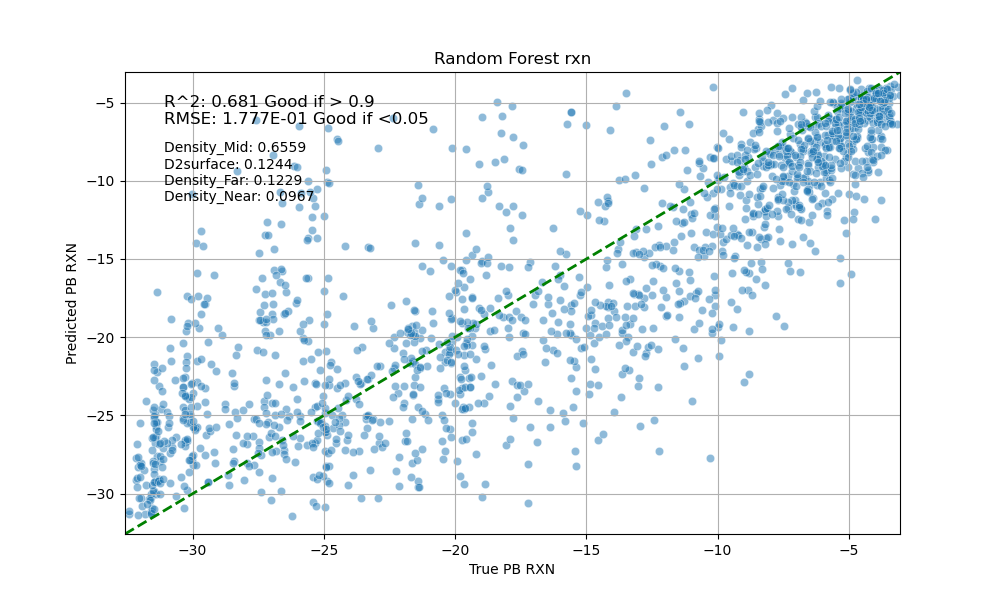 Random Forest rxn
R^2: 0.681 Good if > 0.9
RMSE: 1.777E-01 Good if <0.05
Density_Mid: 0.6559
D2surface: 0.1244
Density_Far: 0.1229
Density_Near: 0.0967
Predicted PB RXN
−5
−10
−15
−20
−25
−30
−30
−25
−20
−15
−10
−5
True PB RXN